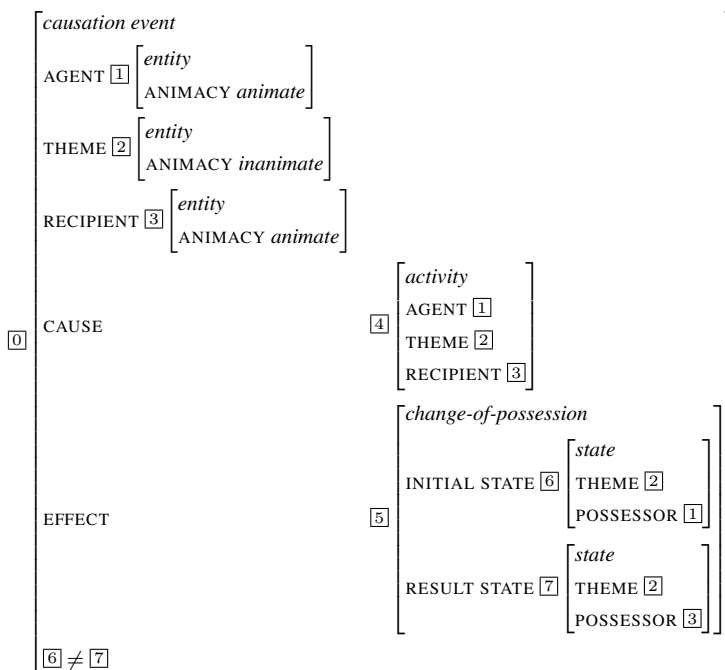 causation event
AGENT 1 entity
ANIMACY animate
THEME 2 entity
ANIMACY inanimate
RECIPIENT 3 entity
ANIMACY animate
0 CAUSE 4 activity
AGENT 1
THEME 2
RECIPIENT 3
EFFECT 5 change-of-possession
INITIAL STATE 6 state
THEME 2
POSSESSOR 1
RESULT STATE 7 state
THEME 2
POSSESSOR 3
6 ≠ 7